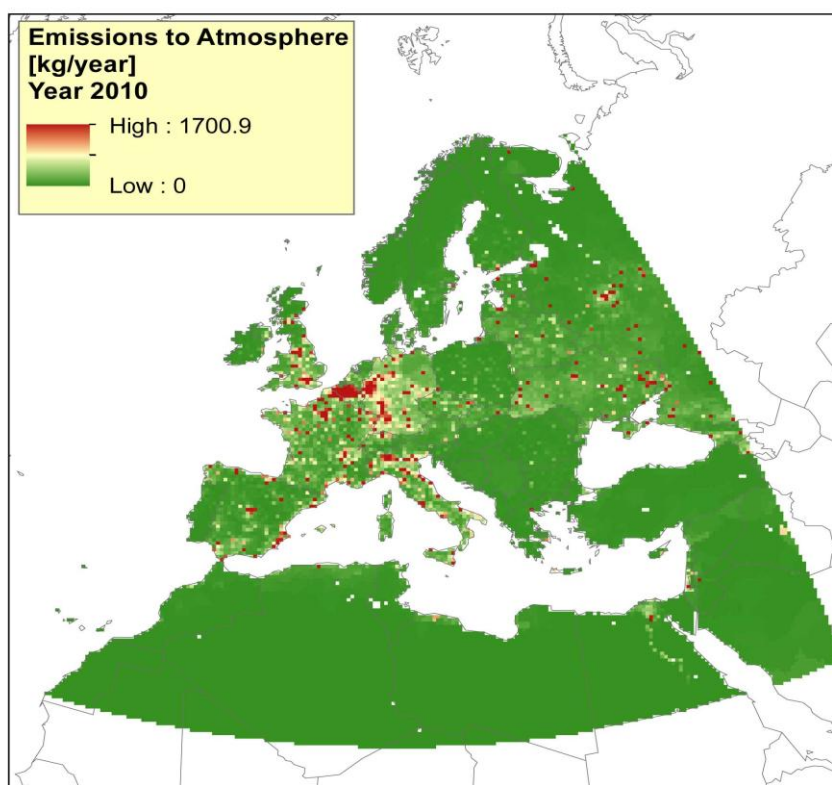 Emissions to Atmosphere
[kg/year]
Year 2010
High : 1700.9
Low : 0